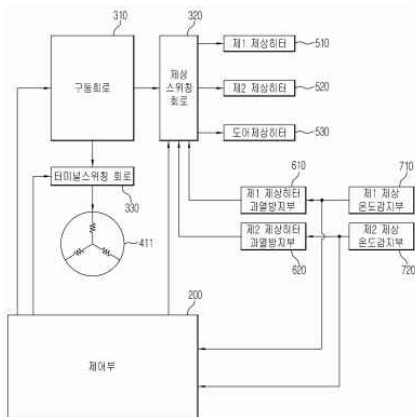 310
320
구동회로
제상
스위칭
회로
제1 제상히터
510
제2 제상히터
520
도어제상히터
530
터미널스위칭 회로
330
411
610
제1 제상히터
과열방지부
710
제1 제상
온도감지부
제2 제상히터
과열방지부
620
제2 제상
온도감지부
720
200
제어부